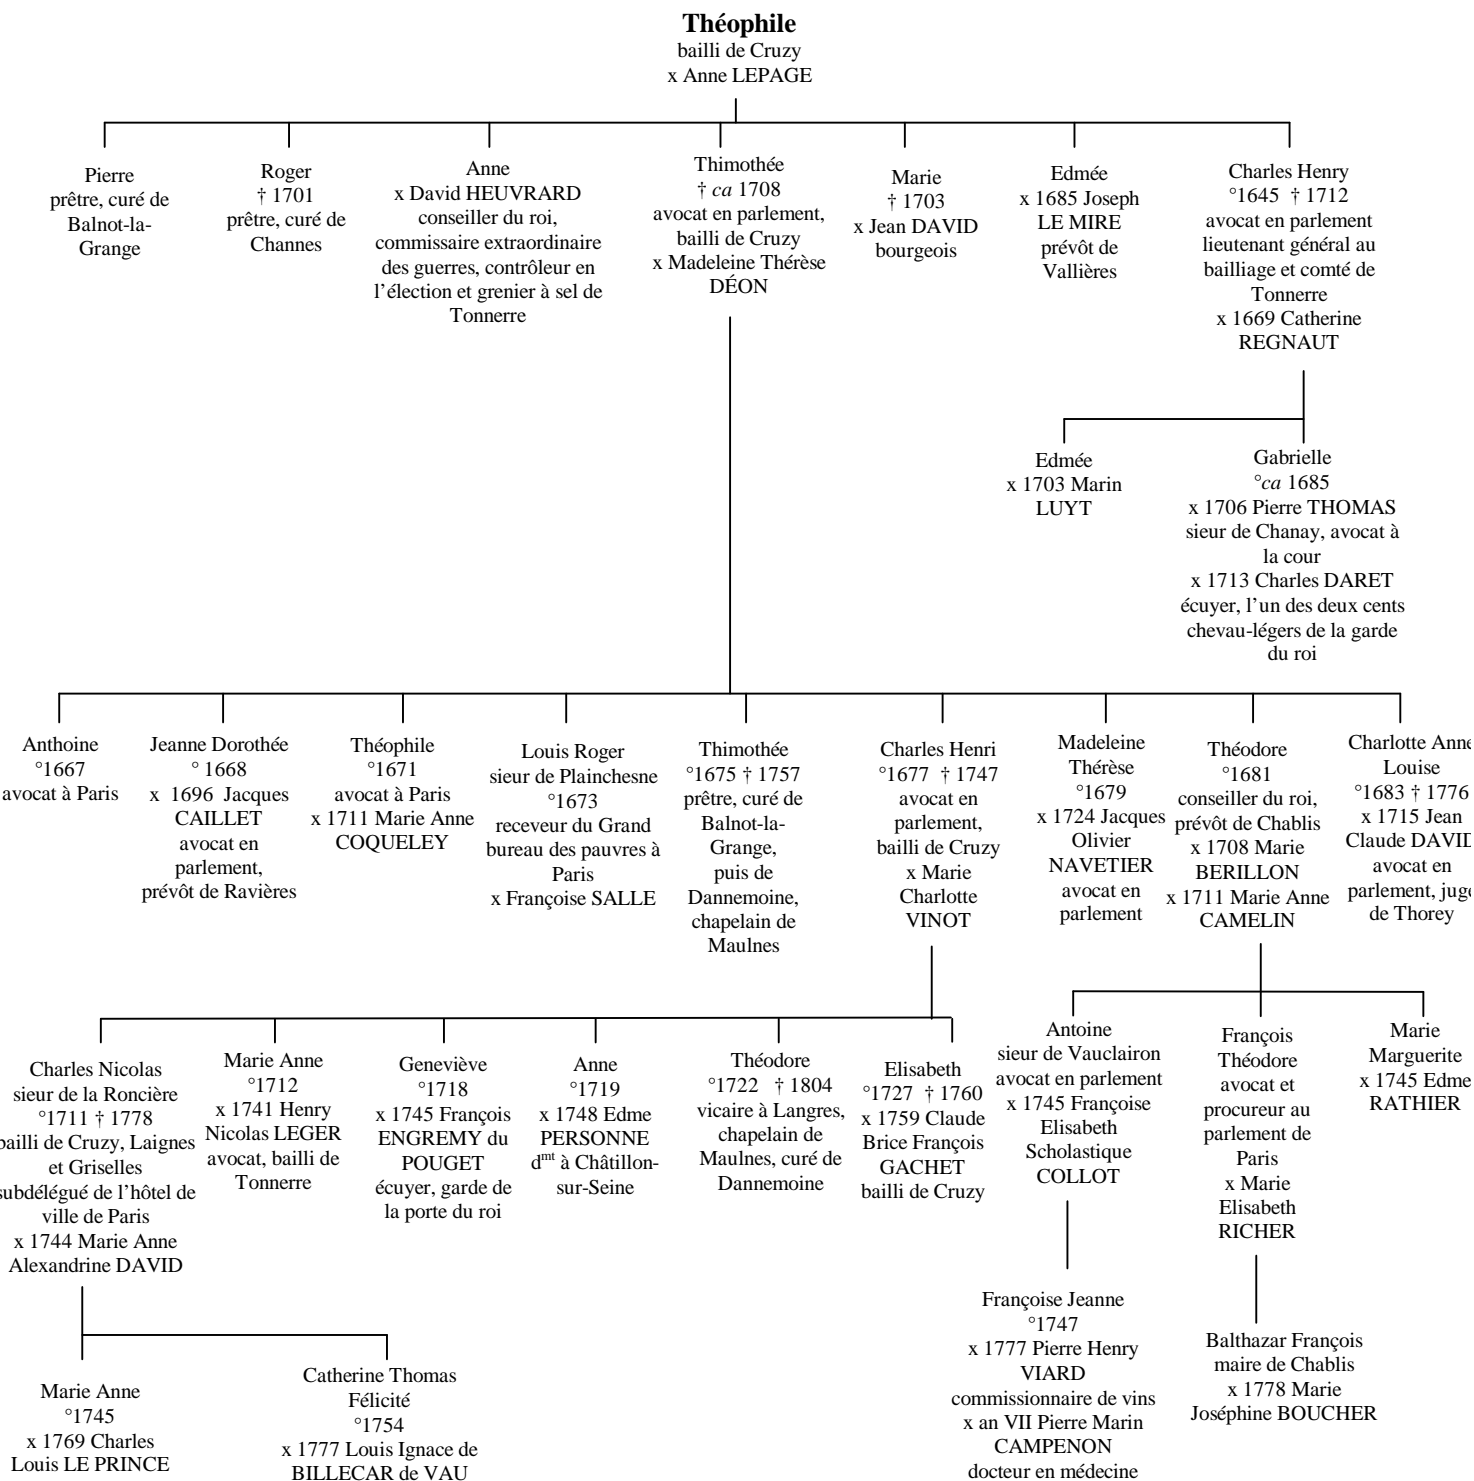 Théophile
bailli de Cruzy
x Anne LEPAGE
Pierre
prêtre, curé de
Balnot-la-
Grange
Roger
† 1701
prêtre, curé de
Channes
Anne
x David HEUVRARD
conseiller du roi,
commissaire extraordinaire
des guerres, contrôleur en
l’élection et grenier à sel de
Tonnerre
Thimothée
† ca 1708
avocat en parlement,
bailli de Cruzy
x Madeleine Thérèse
DÉON
Marie
† 1703
x Jean DAVID
bourgeois
Edmée
x 1685 Joseph
LE MIRE
prévôt de
Vallières
Charles Henry
°1645 † 1712
avocat en parlement
lieutenant général au
bailliage et comté de
Tonnerre
x 1669 Catherine
REGNAUT
Edmée
x 1703 Marin
LUYT
Gabrielle
°ca 1685
x 1706 Pierre THOMAS
sieur de Chanay, avocat à
la cour
x 1713 Charles DARET
écuyer, l’un des deux cents
chevau-légers de la garde
du roi
Anthoine
°1667
avocat à Paris
Jeanne Dorothée
° 1668
x 1696 Jacques
CAILLET
avocat en
parlement,
prévôt de Ravières
Théophile
°1671
avocat à Paris
x 1711 Marie Anne
COQUELEY
Louis Roger
sieur de Plainchesne
°1673
receveur du Grand
bureau des pauvres à
Paris
x Françoise SALLE
Thimothée
°1675 † 1757
prêtre, curé de
Balnot-la-
Grange,
puis de
Dannemoine,
chapelain de
Maulnes
Charles Henri
°1677 † 1747
avocat en
parlement,
bailli de Cruzy
x Marie
Charlotte
VINOT
Madeleine
Thérèse
°1679
x 1724 Jacques
Olivier
NAVETIER
avocat en
parlement
Théodore
°1681
conseiller du roi,
prévôt de Chablis
x 1708 Marie
BERILLON
x 1711 Marie Anne
CAMELIN
Charlotte Anne
Louise
°1683 † 1776
x 1715 Jean
Claude DAVID
avocat en
parlement, juge
de Thorey
Charles Nicolas
sieur de la Roncière
°1711 † 1778
bailli de Cruzy, Laignes
et Griselles
subdélégué de l’hôtel de
ville de Paris
x 1744 Marie Anne
Alexandrine DAVID
Marie Anne
°1712
x 1741 Henry
Nicolas LEGER
avocat, bailli de
Tonnerre
Geneviève
°1718
x 1745 François
ENGREMY du
POUGET
écuyer, garde de
la porte du roi
Anne
°1719
x 1748 Edme
PERSONNE
dmt à Châtillon-
sur-Seine
Théodore
°1722 † 1804
vicaire à Langres,
chapelain de
Maulnes, curé de
Dannemoine
Elisabeth
°1727 † 1760
x 1759 Claude
Brice François
GACHET
bailli de Cruzy
Antoine
sieur de Vauclairon
avocat en parlement
x 1745 Françoise
Elisabeth
Scholastique
COLLOT
François
Théodore
avocat et
procureur au
parlement de
Paris
x Marie
Elisabeth
RICHER
Marie
Marguerite
x 1745 Edme
RATHIER
Marie Anne
°1745
x 1769 Charles
Louis LE PRINCE
Catherine Thomas
Félicité
°1754
x 1777 Louis Ignace de
BILLECAR de VAU
Françoise Jeanne
°1747
x 1777 Pierre Henry
VIARD
commissionnaire de vins
x an VII Pierre Marin
CAMPENON
docteur en médecine
Balthazar François
maire de Chablis
x 1778 Marie
Joséphine BOUCHER